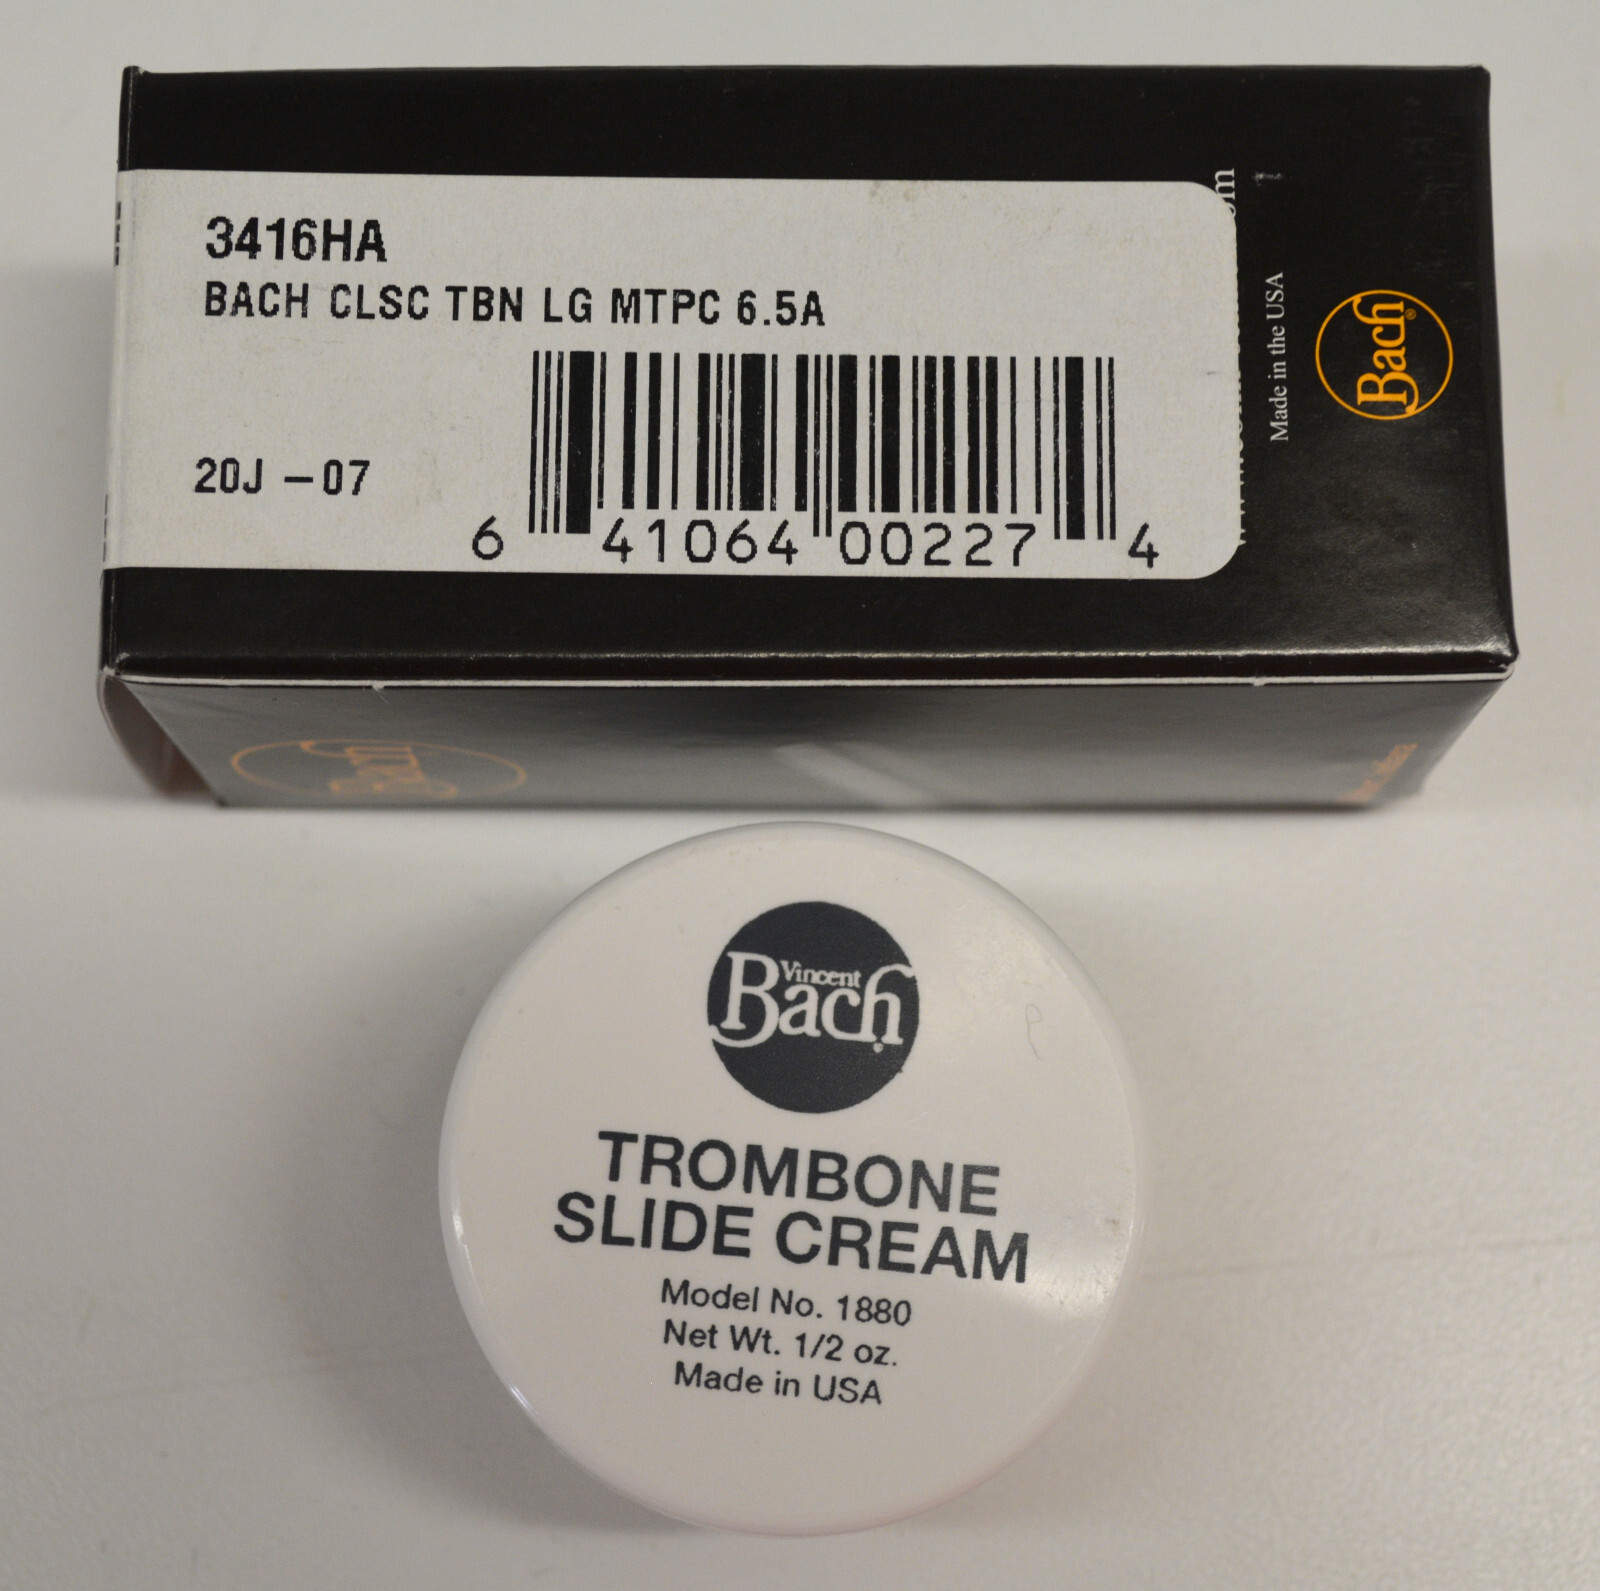 3416HA
BACH CLSC TBN LG MTPC 6.5A
20J – 07
6 41064 00227 4
Made in the USA
Bach®
Vincent
Bach®
TROMBONE
SLIDE CREAM
Model No. 1880
Net Wt. 1/2 oz.
Made in USA